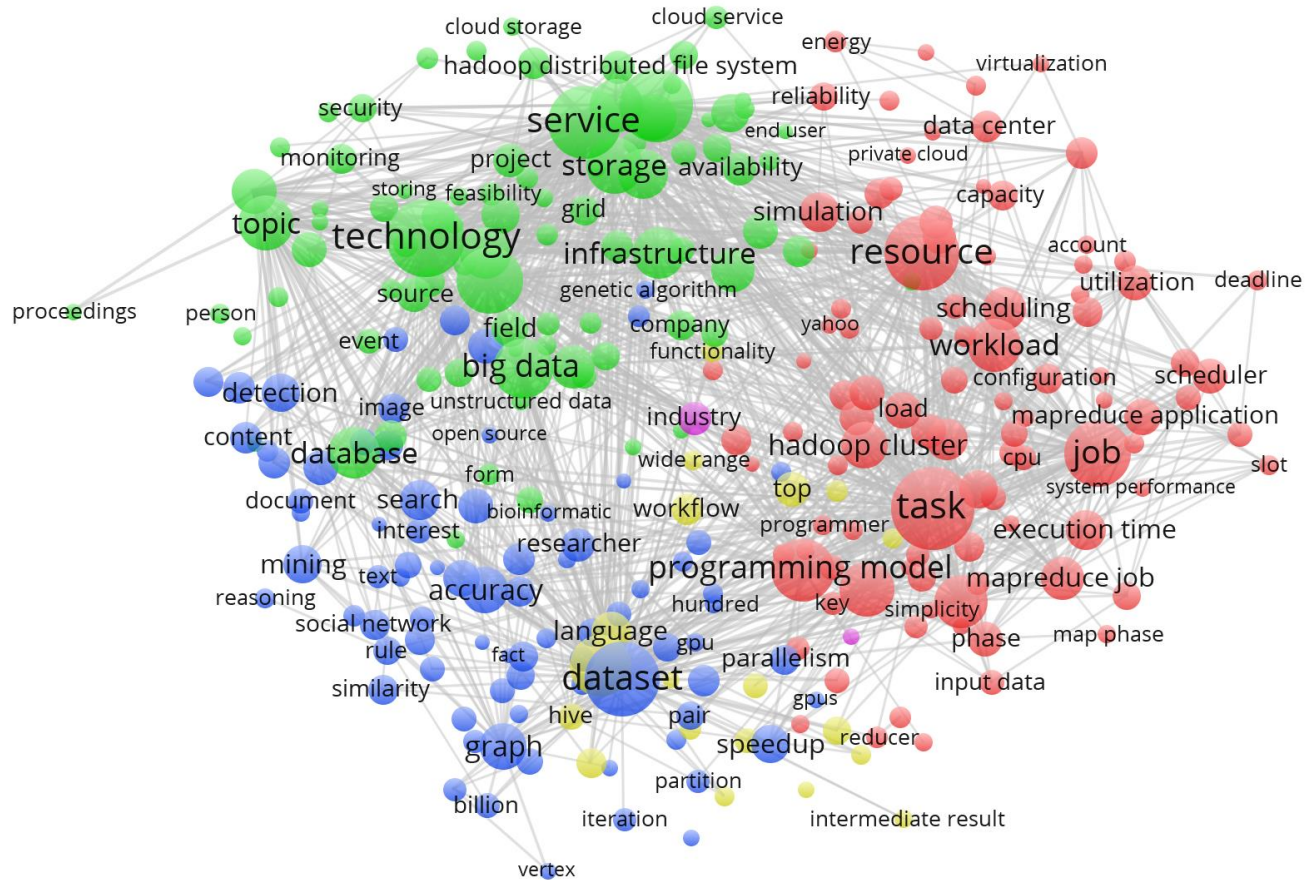 cloud service
cloud storage
energy
hadoop distributed file system
virtualization
reliability
security
service
data center
end user
private cloud
monitoring
project
storage
availability
storing
feasibility
capacity
grid
simulation
topic
technology
account
infrastructure
resource
utilization
deadline
genetic algorithm
source
proceedings
person
scheduling
field
company
yahoo
event
functionality
workload
big data
scheduler
configuration
detection
unstructured data
image
load
mapreduce application
industry
content
open source
hadoop cluster
database
job
wide range
cpu
slot
form
top
system performance
document
search
bioinformatic
workflow
task
interest
programmer
execution time
researcher
mining
text
programming model
mapreduce job
accuracy
reasoning
hundred
key
simplicity
social network
language
phase
map phase
rule
fact
gpu
parallelism
similarity
dataset
input data
gpus
hive
pair
graph
speedup
reducer
partition
billion
iteration
intermediate result
vertex